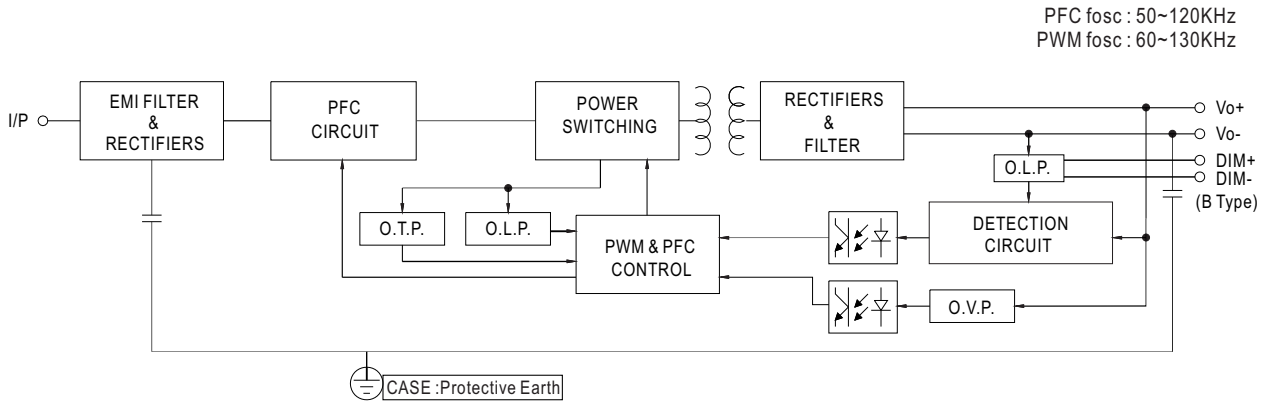 PFC fosc : 50~120KHz
PWM fosc : 60~130KHz
I/P
EMI FILTER
&
RECTIFIERS
PFC
CIRCUIT
POWER
SWITCHING
RECTIFIERS
&
FILTER
Vo+
Vo-
DIM+
DIM-
(B Type)
O.L.P.
O.T.P.
O.L.P.
PWM & PFC
CONTROL
DETECTION
CIRCUIT
O.V.P.
CASE :Protective Earth